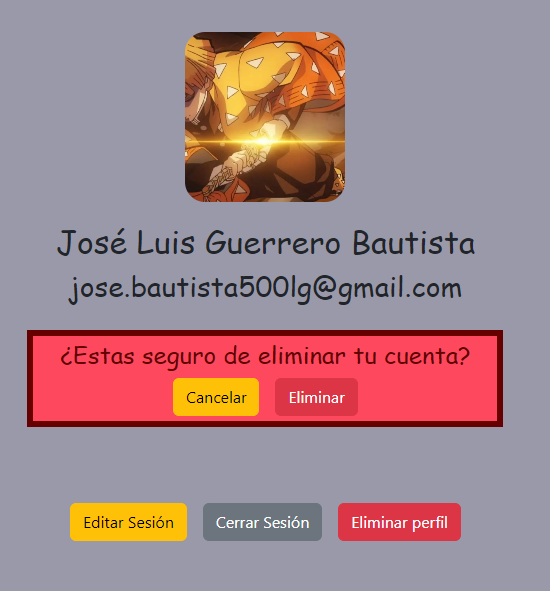 José Luis Guerrero Bautista
jose.bautista500lg@gmail.com
¿Estas seguro de eliminar tu cuenta?
Cancelar Eliminar
Editar Sesión Cerrar Sesión Eliminar perfil